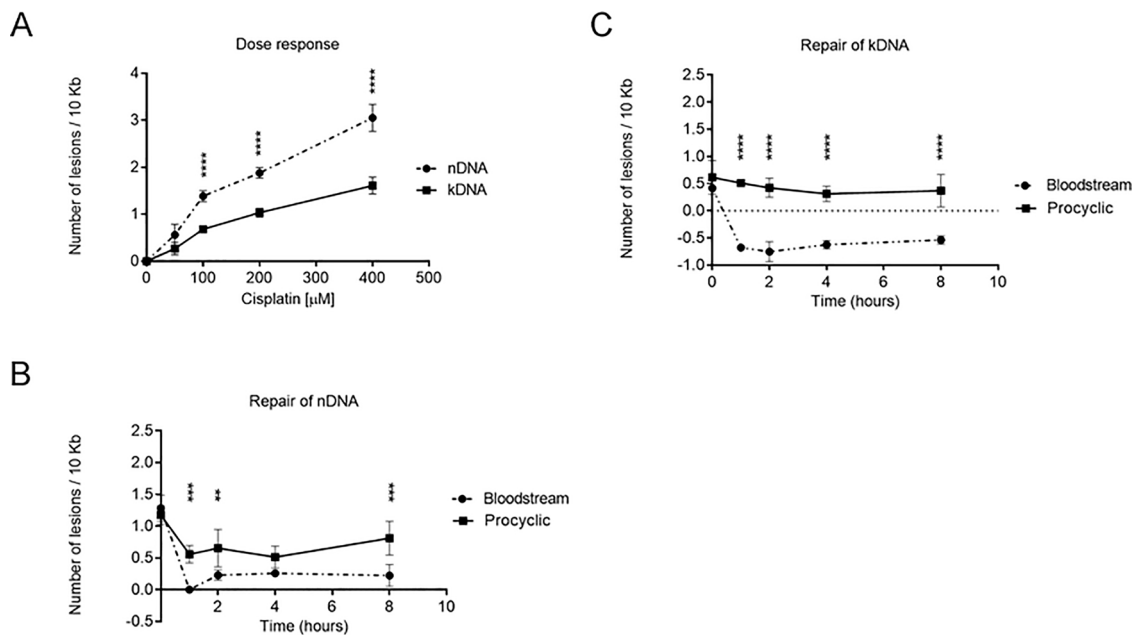 A
Dose response
Number of lesions / 10 Kb
4
3
2
1
0
****
****
****
0 100 200 300 400 500
Cisplatin [µM]
nDNA
kDNA
B
Repair of nDNA
Number of lesions / 10 Kb
2.5
2.0
1.5
1.0
0.5
0.0
-0.5
***
**
***
2 4 6 8 10
Time (hours)
Bloodstream
Procyclic
C
Repair of kDNA
Number of lesions / 10 Kb
2.5
2.0
1.5
1.0
0.5
0.0
-0.5
-1.0
****
****
****
****
0 2 4 6 8 10
Time (hours)
Bloodstream
Procyclic